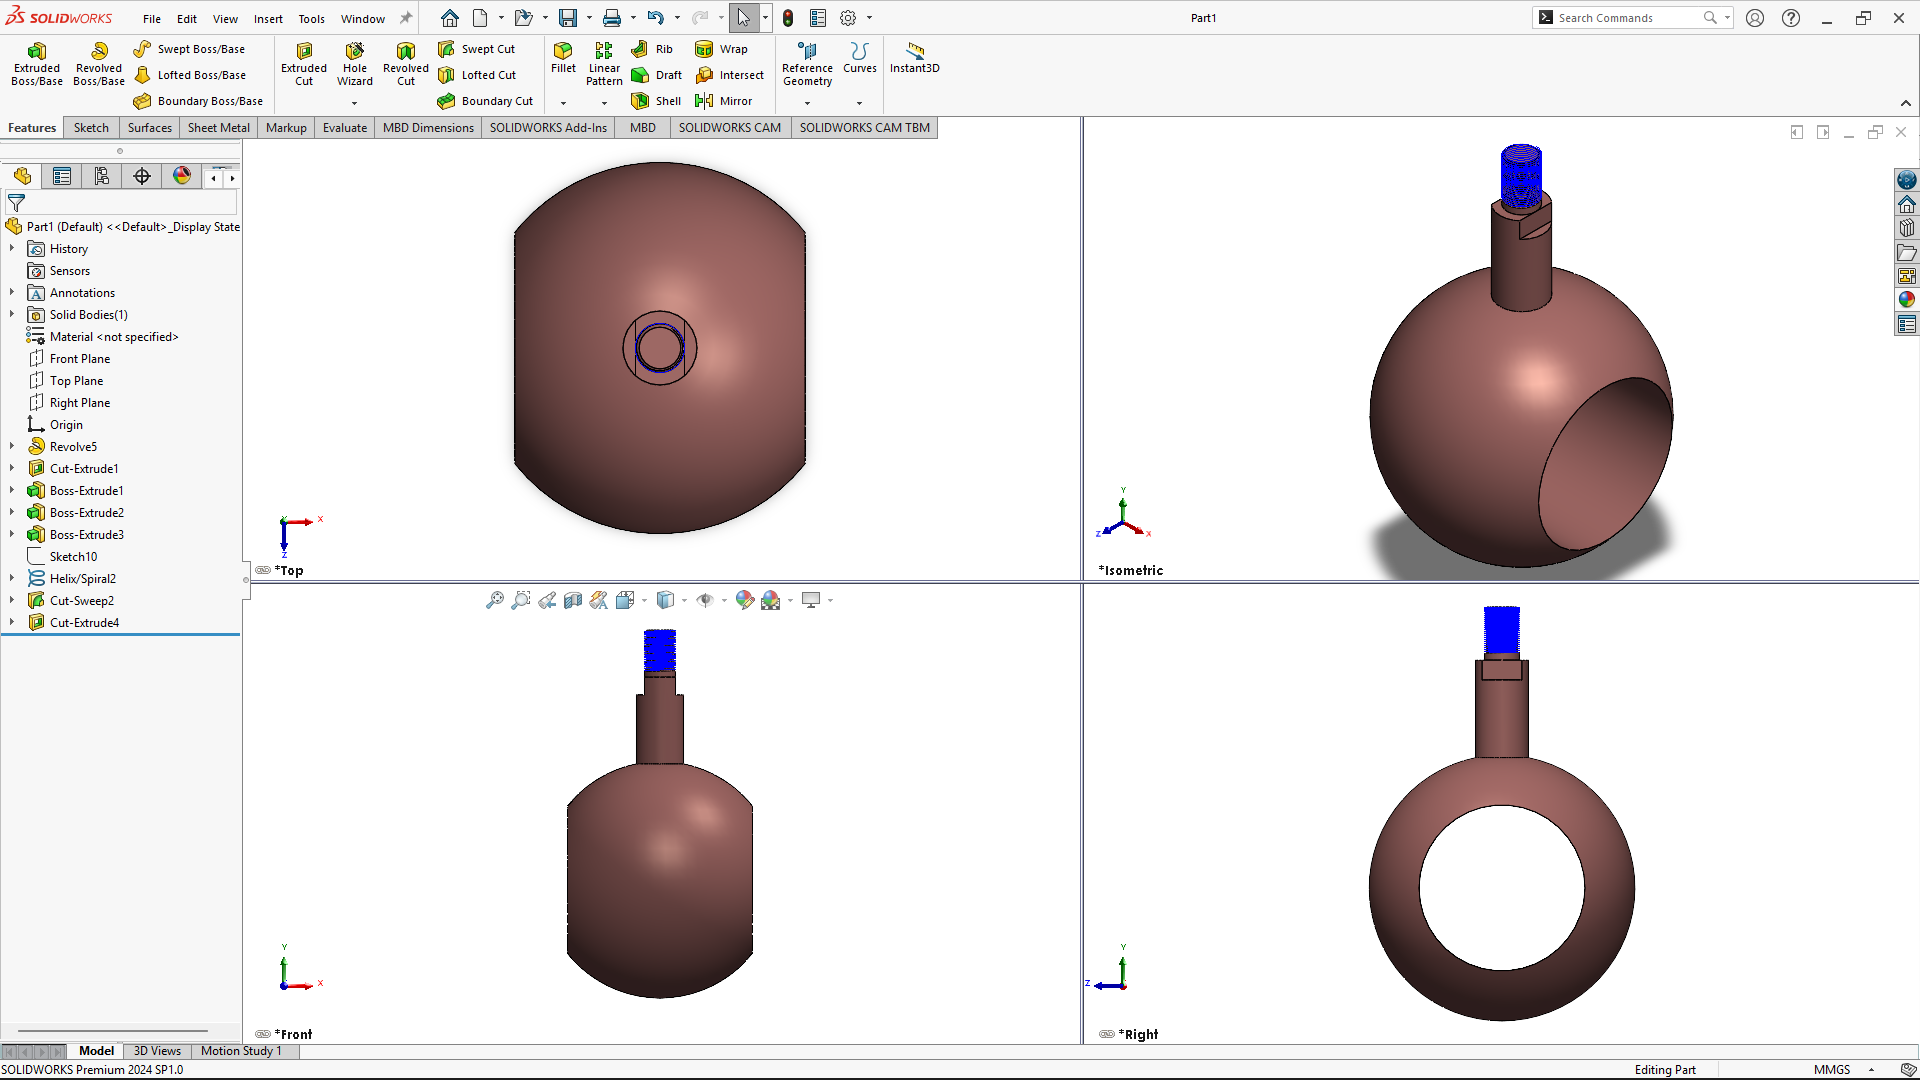 SOLIDWORKS File Edit View Insert Tools Window Part1 Search Commands
Extruded Boss/Base
Revolved Boss/Base
Swept Boss/Base
Lofted Boss/Base
Boundary Boss/Base
Extruded Cut
Hole Wizard
Revolved Cut
Swept Cut
Lofted Cut
Boundary Cut
Fillet
Linear Pattern
Rib
Draft
Shell
Wrap
Intersect
Mirror
Reference Geometry
Curves
Instant3D
Features Sketch Surfaces Sheet Metal Markup Evaluate MBD Dimensions SOLIDWORKS Add-Ins MBD SOLIDWORKS CAM SOLIDWORKS CAM TBM
Part1 (Default) <<Default>_Display State
History
Sensors
Annotations
Solid Bodies(1)
Material <not specified>
Front Plane
Top Plane
Right Plane
Origin
Revolve5
Cut-Extrude1
Boss-Extrude1
Boss-Extrude2
Boss-Extrude3
Sketch10
Helix/Spiral2
Cut-Sweep2
Cut-Extrude4
Y X
Z
*Top
Y
Z X
*Isometric
Y
X
*Front
Y
Z
*Right
Model 3D Views Motion Study 1
SOLIDWORKS Premium 2024 SP1.0 Editing Part MMGS